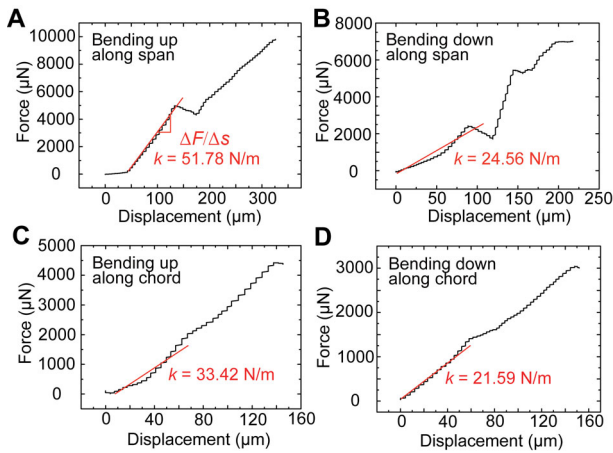 A
Bending up
along span
10000
8000
6000
4000
2000
0
Force (µN)
ΔF/Δs
k = 51.78 N/m
0 100 200 300
Displacement (µm)
B
Bending down
along span
8000
6000
4000
2000
0
Force (µN)
k = 24.56 N/m
0 50 100 150 200 250
Displacement (µm)
C
Bending up
along chord
5000
4000
3000
2000
1000
0
Force (µN)
k = 33.42 N/m
0 40 80 120 160
Displacement (µm)
D
Bending down
along chord
3000
2000
1000
0
Force (µN)
k = 21.59 N/m
0 40 80 120 160
Displacement (µm)